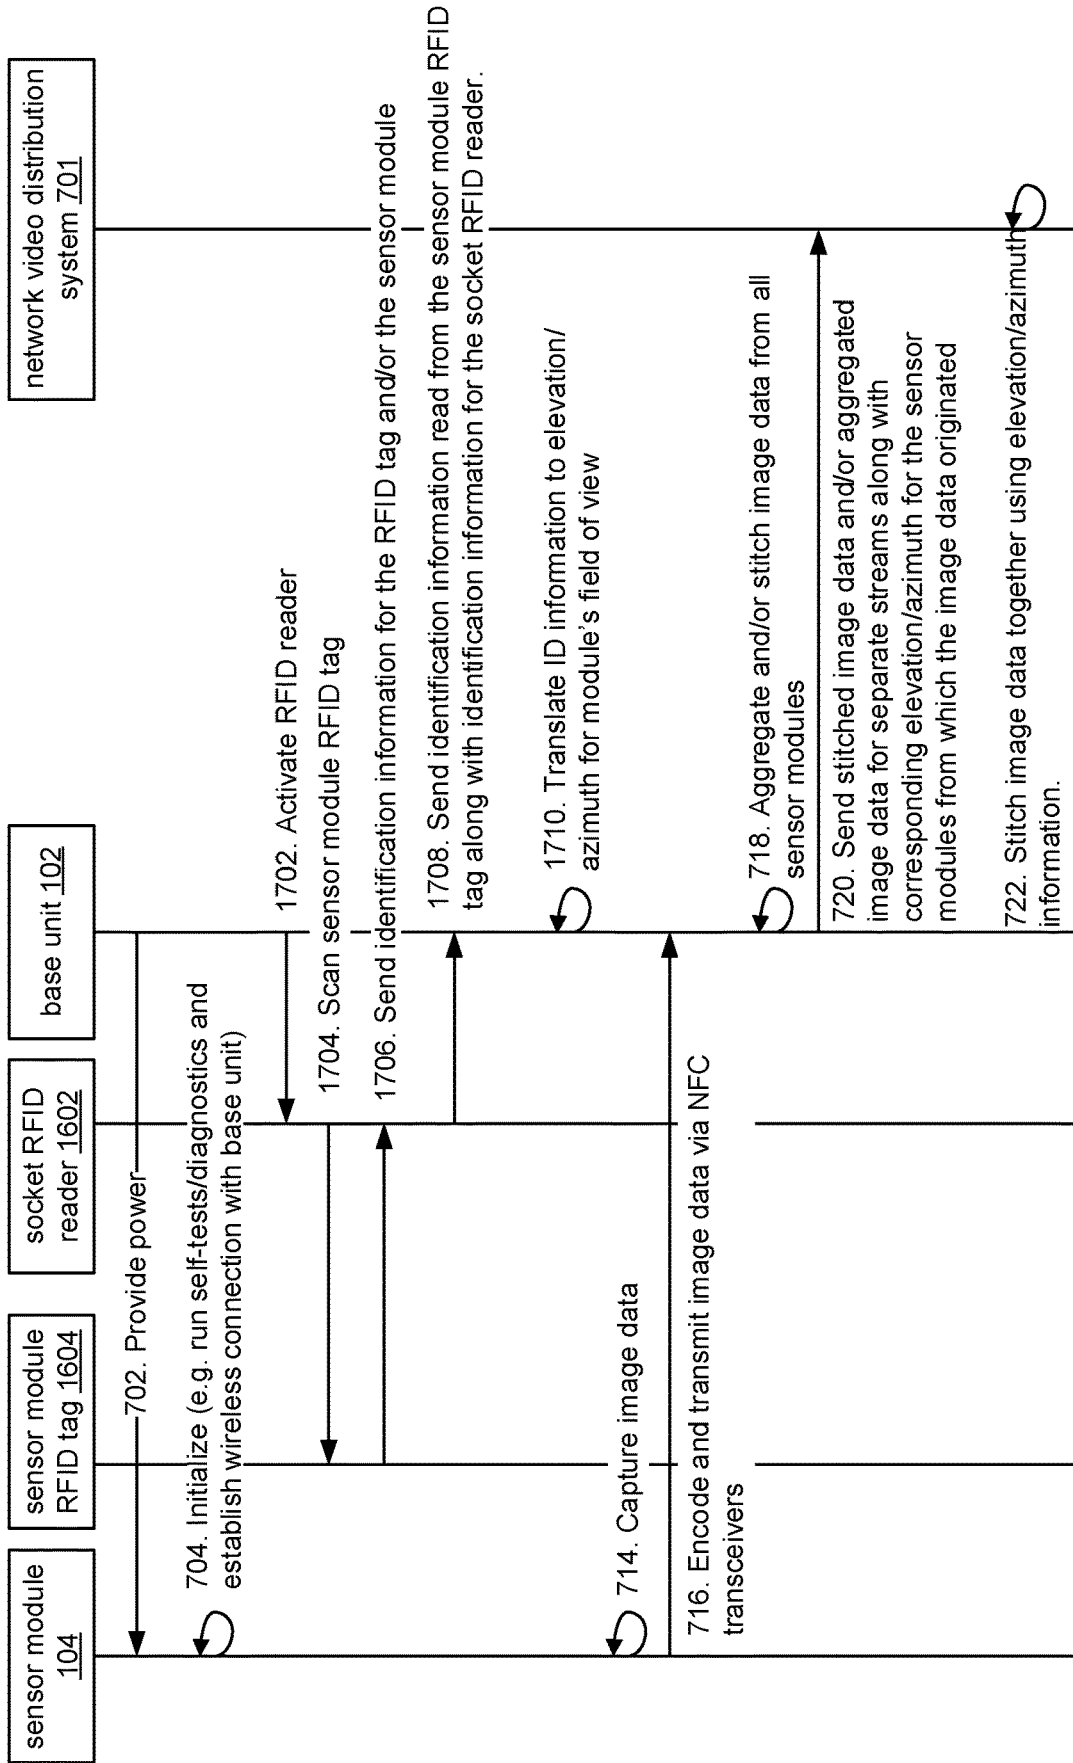 sensor module
104
sensor module
RFID tag 1604
socket RFID
reader 1602
base unit 102
network video distribution
system 701
702. Provide power
704. Initialize (e.g. run self-tests/diagnostics and
establish wireless connection with base unit)
1702. Activate RFID reader
1704. Scan sensor module RFID tag
1706. Send identification information for the RFID tag and/or the sensor module
1708. Send identification information read from the sensor module RFID
tag along with identification information for the socket RFID reader.
1710. Translate ID information to elevation/
azimuth for module's field of view
714. Capture image data
716. Encode and transmit image data via NFC
transceivers
718. Aggregate and/or stitch image data from all
sensor modules
720. Send stitched image data and/or aggregated
image data for separate streams along with
corresponding elevation/azimuth for the sensor
modules from which the image data originated
722. Stitch image data together using elevation/azimuth
information.